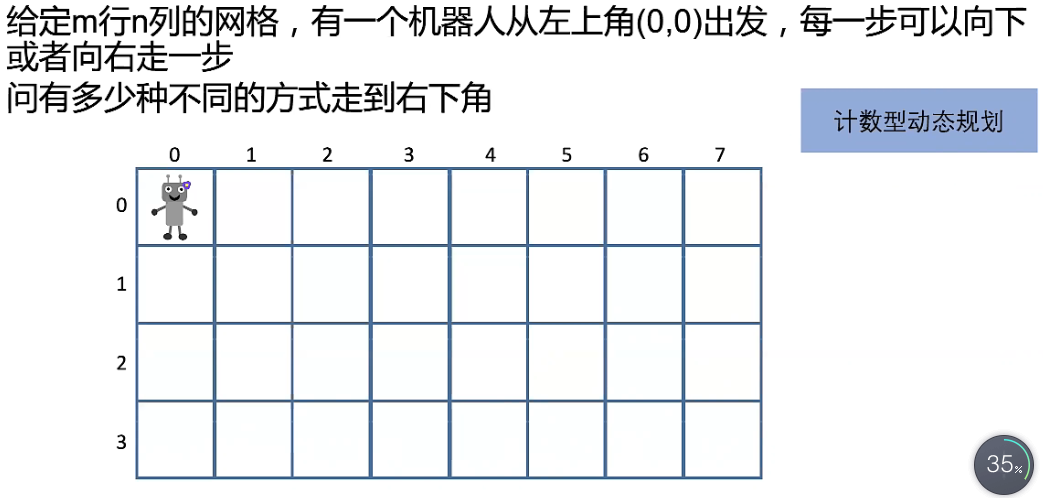 给定m行n列的网格，有一个机器人从左上角(0,0)出发，每一步可以向下
或者向右走一步
问有多少种不同的方式走到右下角
计数型动态规划
0 1 2 3 4 5 6 7
0
1
2
3
35%